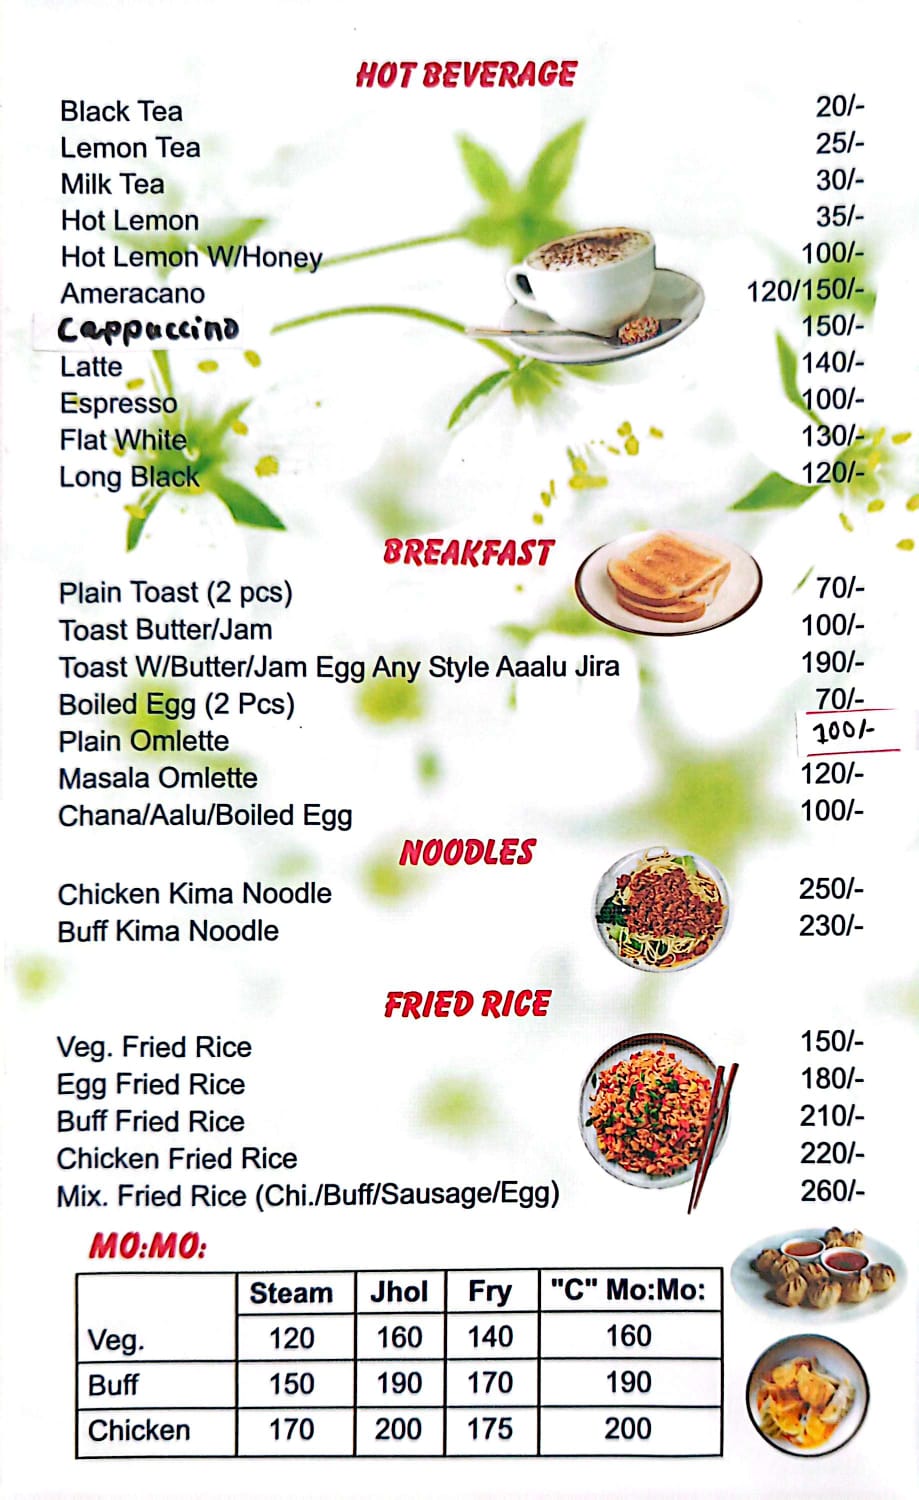 HOT BEVERAGE
Black Tea 20/-
Lemon Tea 25/-
Milk Tea 30/-
Hot Lemon 35/-
Hot Lemon W/Honey 100/-
Ameracano 120/150/-
Cappuccino 150/-
Latte 140/-
Espresso 100/-
Flat White 130/-
Long Black 120/-
BREAKFAST
Plain Toast (2 pcs) 70/-
Toast Butter/Jam 100/-
Toast W/Butter/Jam Egg Any Style Aaalu Jira 190/-
Boiled Egg (2 Pcs) 70/-
Plain Omlette 100/-
Masala Omlette 120/-
Chana/Aalu/Boiled Egg 100/-
NOODLES
Chicken Kima Noodle 250/-
Buff Kima Noodle 230/-
FRIED RICE
Veg. Fried Rice 150/-
Egg Fried Rice 180/-
Buff Fried Rice 210/-
Chicken Fried Rice 220/-
Mix. Fried Rice (Chi./Buff/Sausage/Egg) 260/-
MO:MO:
Steam Jhol Fry "C" Mo:Mo:
Veg. 120 160 140 160
Buff 150 190 170 190
Chicken 170 200 175 200